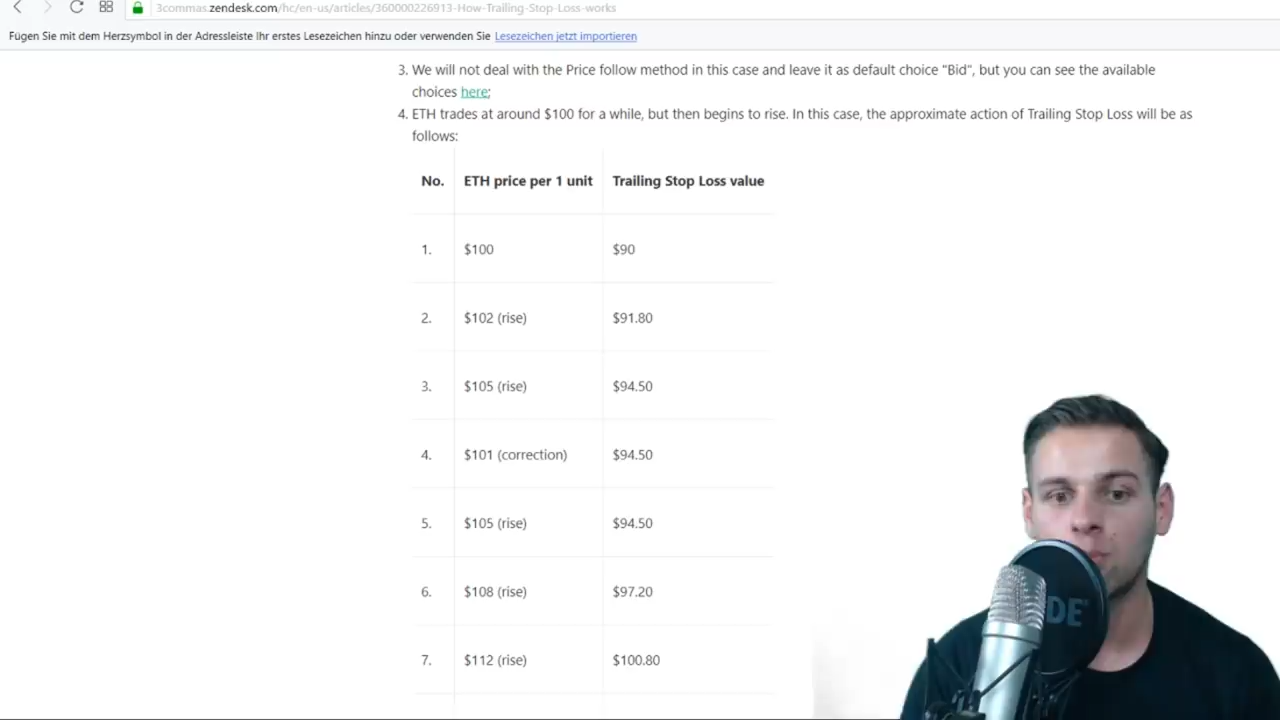 3commas.zendesk.com/hc/en-us/articles/360000226913-How-Trailing-Stop-Loss-works
Fügen Sie mit dem Herzsymbol in der Adressleiste Ihr erstes Lesezeichen hinzu oder verwenden Sie Lesezeichen jetzt importieren
3. We will not deal with the Price follow method in this case and leave it as default choice "Bid", but you can see the available
choices here;
4. ETH trades at around $100 for a while, but then begins to rise. In this case, the approximate action of Trailing Stop Loss will be as
follows:
No. ETH price per 1 unit Trailing Stop Loss value
1. $100 $90
2. $102 (rise) $91.80
3. $105 (rise) $94.50
4. $101 (correction) $94.50
5. $105 (rise) $94.50
6. $108 (rise) $97.20
7. $112 (rise) $100.80
DE